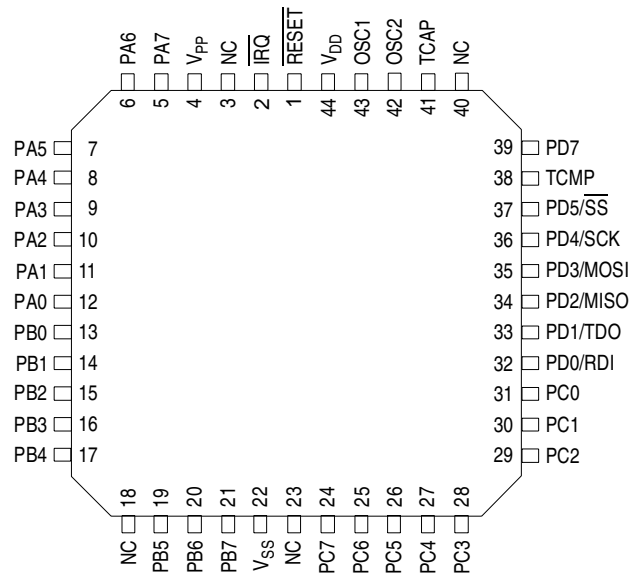 PA6 PA7 VPP NC IRQ RESET VDD OSC1 OSC2 TCAP NC
6 5 4 3 2 1 44 43 42 41 40
PA5 7 39 PD7
PA4 8 38 TCMP
PA3 9 37 PD5/SS
PA2 10 36 PD4/SCK
PA1 11 35 PD3/MOSI
PA0 12 34 PD2/MISO
PB0 13 33 PD1/TDO
PB1 14 32 PD0/RDI
PB2 15 31 PC0
PB3 16 30 PC1
PB4 17 29 PC2
18 19 20 21 22 23 24 25 26 27 28
NC PB5 PB6 PB7 VSS NC PC7 PC6 PC5 PC4 PC3